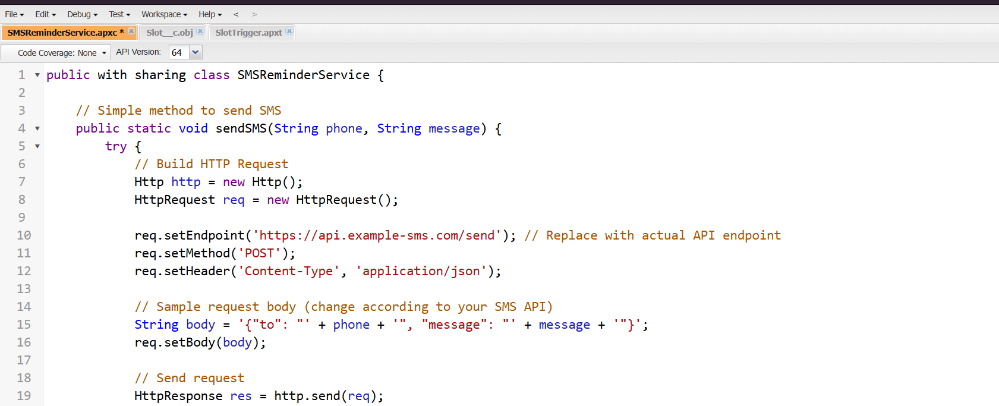 File Edit Debug Test Workspace Help < >
SMSReminderService.apxc * Slot__c.obj SlotTrigger.apxt
Code Coverage: None API Version: 64
1 public with sharing class SMSReminderService {
2
3 // Simple method to send SMS
4 public static void sendSMS(String phone, String message) {
5 try {
6 // Build HTTP Request
7 Http http = new Http();
8 HttpRequest req = new HttpRequest();
9
10 req.setEndpoint('https://api.example-sms.com/send'); // Replace with actual API endpoint
11 req.setMethod('POST');
12 req.setHeader('Content-Type', 'application/json');
13
14 // Sample request body (change according to your SMS API)
15 String body = '{"to": "' + phone + '", "message": "' + message + '"}';
16 req.setBody(body);
17
18 // Send request
19 HttpResponse res = http.send(req);